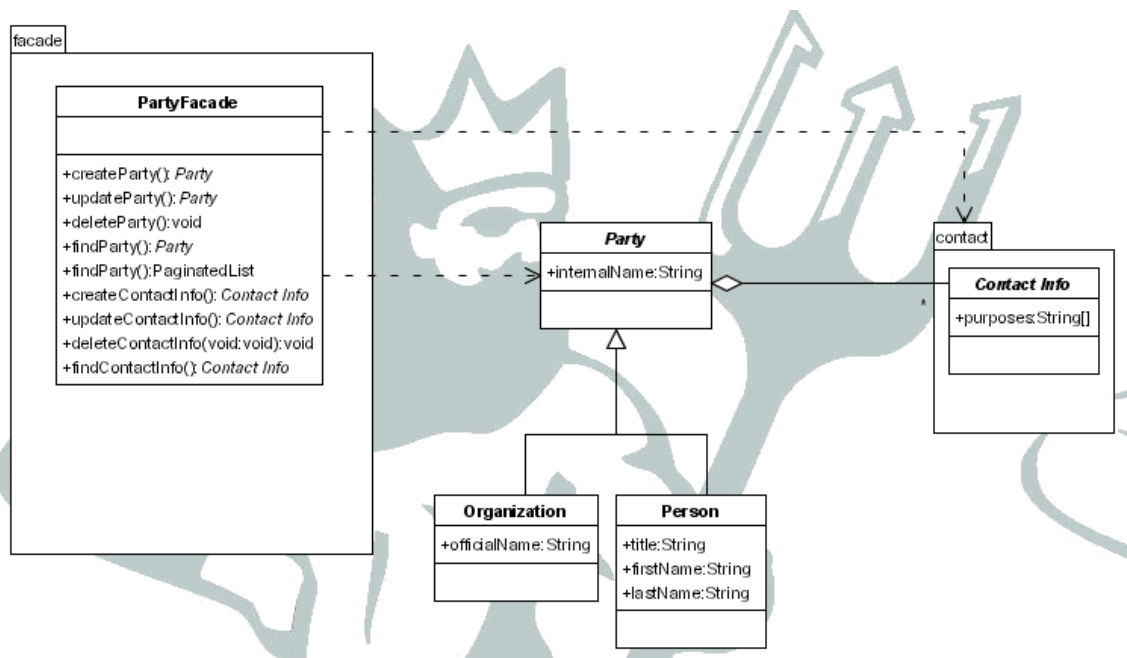 facade
PartyFacade
+createParty(): Party
+updateParty(): Party
+deleteParty():void
+findParty(): Party
+findParty():PaginatedList
+createContactInfo(): Contact Info
+updateContactInfo(): Contact Info
+deleteContactInfo(void:void):void
+findContactInfo(): Contact Info
Party
+internalName:String
contact
Contact Info
+purposes:String[]
*
Organization
+officialName:String
Person
+title:String
+firstName:String
+lastName:String